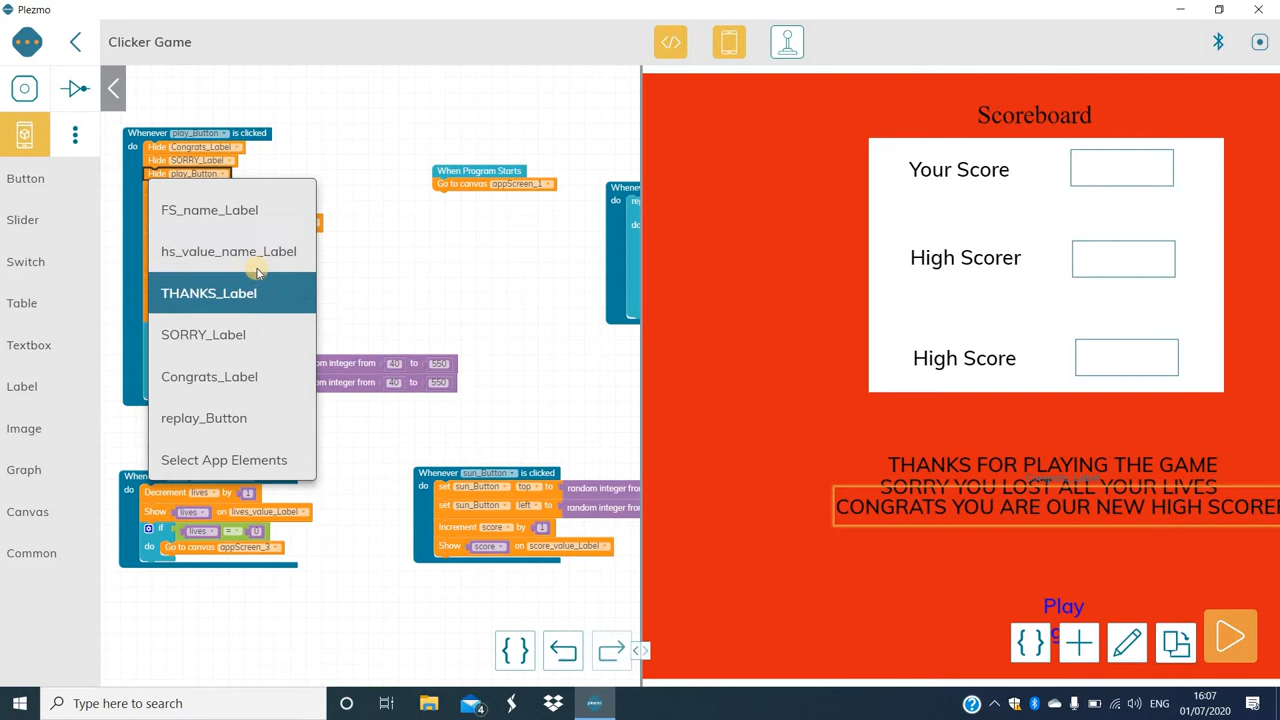 Plezmo
Clicker Game
Button
Slider
Switch
Table
Textbox
Label
Image
Graph
Canvas
Common
Whenever play_Button is clicked
do Hide Congrats_Label
Hide SORRY_Label
Hide play_Button
FS_name_Label
hs_value_name_Label
THANKS_Label
SORRY_Label
Congrats_Label
replay_Button
Select App Elements
When Program Starts
Go to canvas appScreen_1
do
do
om integer from 40 to 550
om integer from 40 to 550
do Decrement lives by 1
Show lives on lives_value_Label
if lives = 0
do Go to canvas appScreen_3
Whenever sun_Button is clicked
do set sun_Button top to random integer from
set sun_Button left to random integer from
Increment score by 1
Show score on score_value_Label
Scoreboard
Your Score
High Scorer
High Score
THANKS FOR PLAYING THE GAME
SORRY YOU LOST ALL YOUR LIVES
CONGRATS YOU ARE OUR NEW HIGH SCORER
Play
{ }
{ }
Type here to search
4
ENG
16:07
01/07/2020